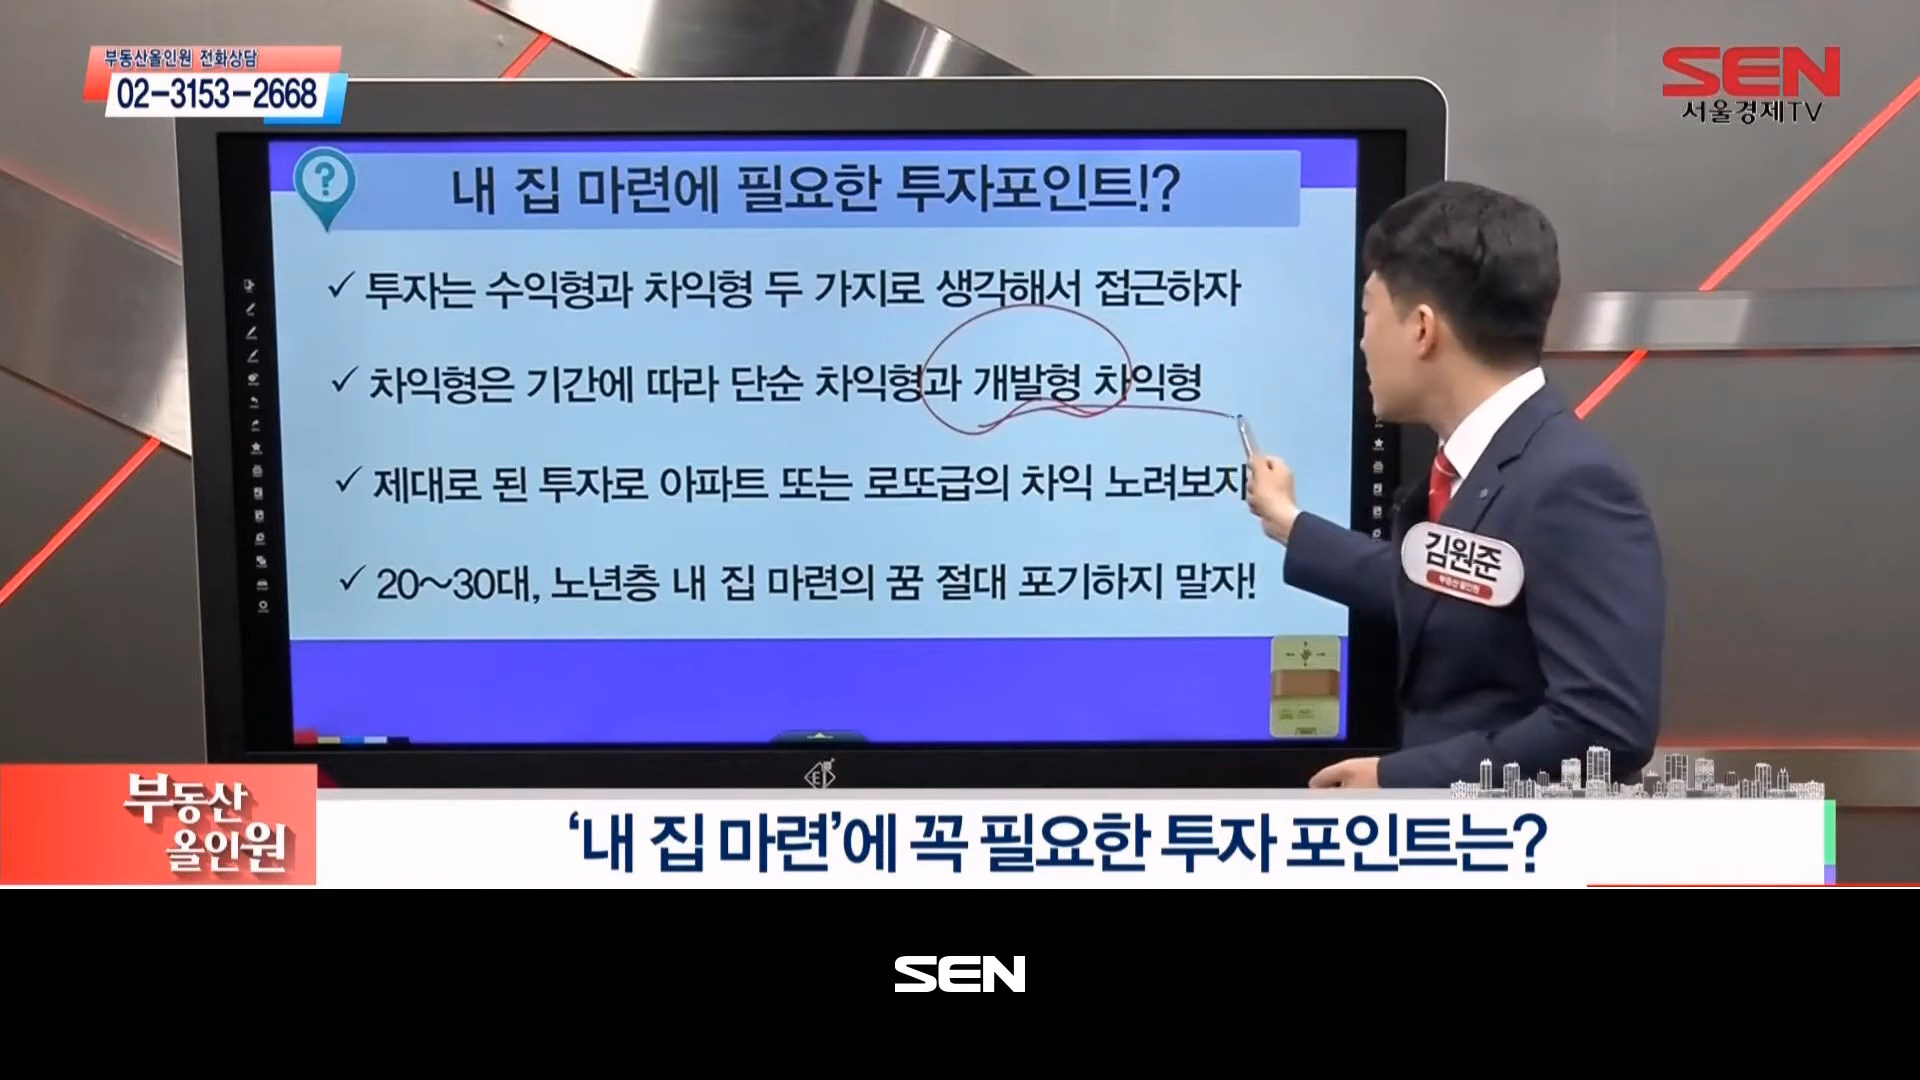 부동산올인원 전화상담
02-3153-2668
SEN
서울경제TV
?
내 집 마련에 필요한 투자포인트!?
✓ 투자는 수익형과 차익형 두 가지로 생각해서 접근하자
✓ 차익형은 기간에 따라 단순 차익형과 개발형 차익형
✓ 제대로 된 투자로 아파트 또는 로또급의 차익 노려보자
✓ 20~30대, 노년층 내 집 마련의 꿈 절대 포기하지 말자!
김원준
부동산 올인원
부동산
올인원
‘내 집 마련’에 꼭 필요한 투자 포인트는?
SEN